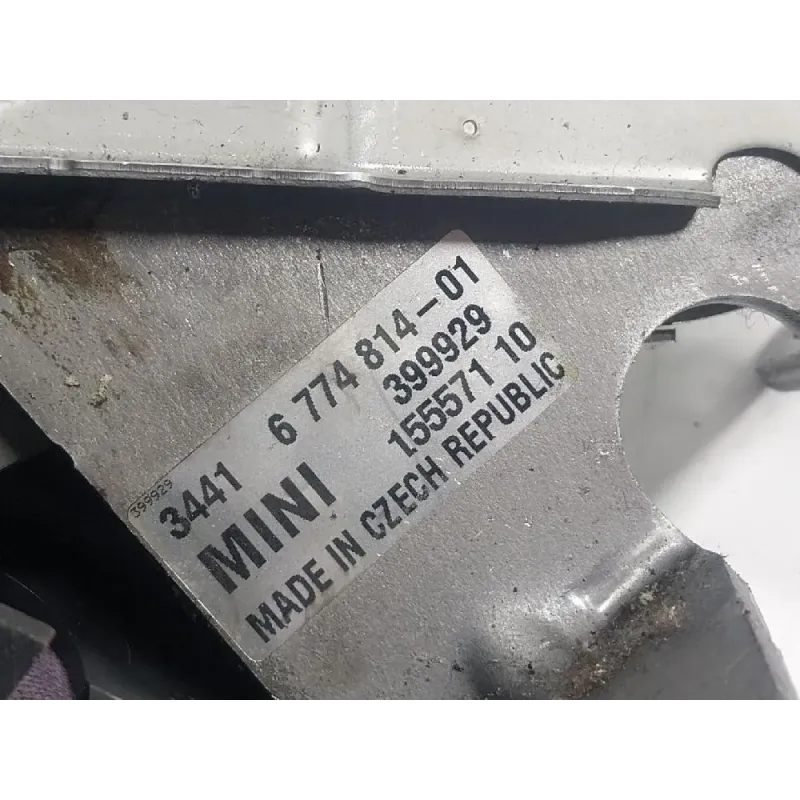 399929
3441 6 774 814-01
399929
MINI 155571 10
MADE IN CZECH REPUBLIC